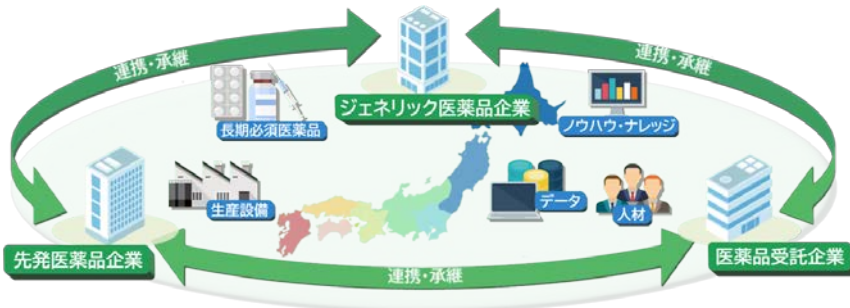 連携・承継
連携・承継
ジェネリック医薬品企業
長期必須医薬品
ノウハウ・ナレッジ
生産設備
データ
人材
先発医薬品企業
医薬品受託企業
連携・承継